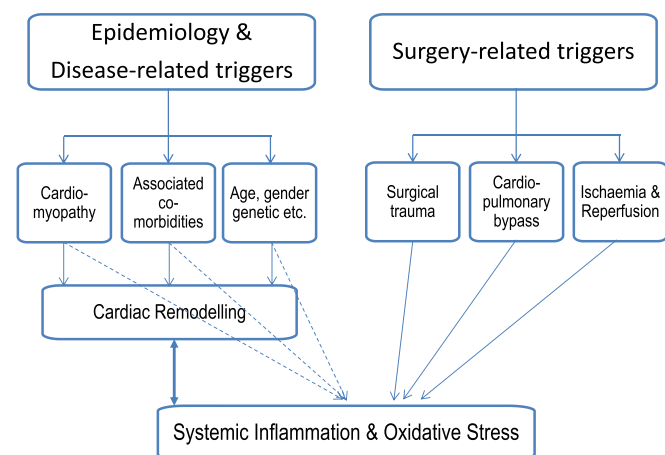 Epidemiology &
Disease-related triggers
Surgery-related triggers
Cardio-
myopathy
Associated
co-
morbidities
Age, gender
genetic etc.
Surgical
trauma
Cardio-
pulmonary
bypass
Ischaemia &
Reperfusion
Cardiac Remodelling
Systemic Inflammation & Oxidative Stress